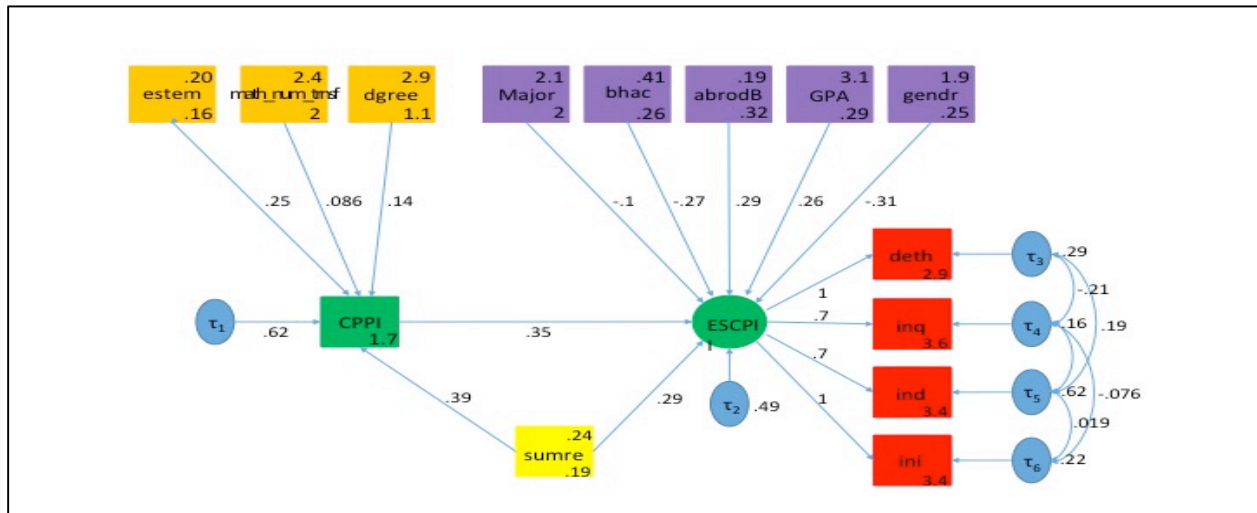 .20 2.4 2.9 2.1 .41 .19 3.1 1.9
estem math_num_trnsf dgree Major bhac abrodB GPA gendr
.16 2 1.1 2 .26 .32 .29 .25
.25 .086 .14 -.1 -.27 .29 .26 -.31
deth 2.9
τ3 .29
1
-.21
τ1 .62
CPPI 1.7
.35
ESCPI
I
.7
inq 3.6
τ4 .16
.19
.39
.29
τ2 .49
.7
ind 3.4
τ5 .62
-.076
.019
.24
sumre
.19
1
ini 3.4
τ6 .22